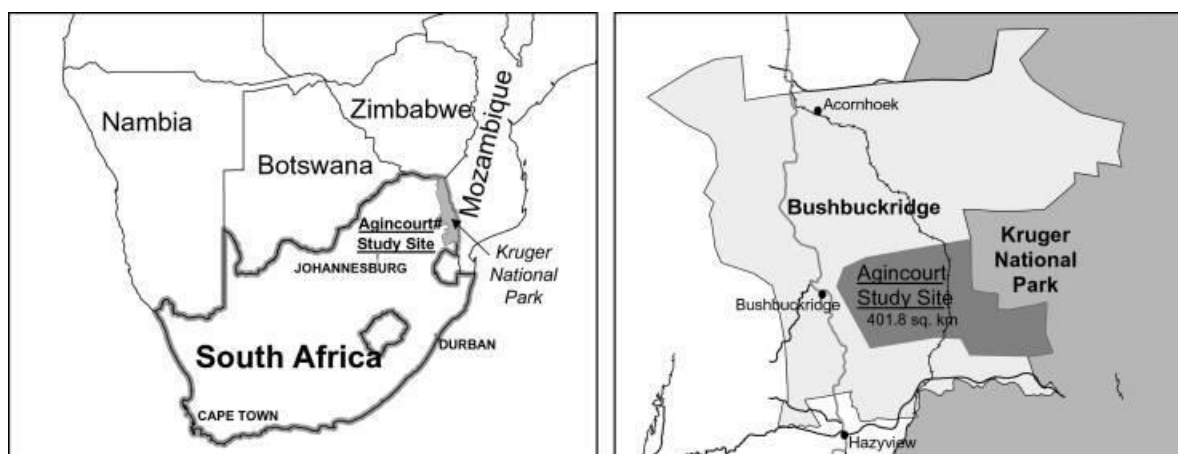 Nambia
Zimbabwe
Botswana
Mozambique
Agincourt#
Study Site
JOHANNESBURG
Kruger
National
Park
South Africa
DURBAN
CAPE TOWN
Acornhoek
Bushbuckridge
Kruger
National
Park
Agincourt
Study Site
401.8 sq. km
Bushbuckridge
Hazyview